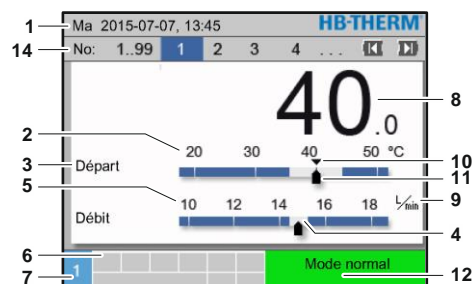 1 Ma 2015-07-07, 13:45 HB-THERM
14 No: 1..99 1 2 3 4 ...
40.0 8
2 20 30 40 50 °C 10
3 Départ 11
5 10 12 14 16 18 L/min 9
Débit 4
6
7 1 Mode normal 12